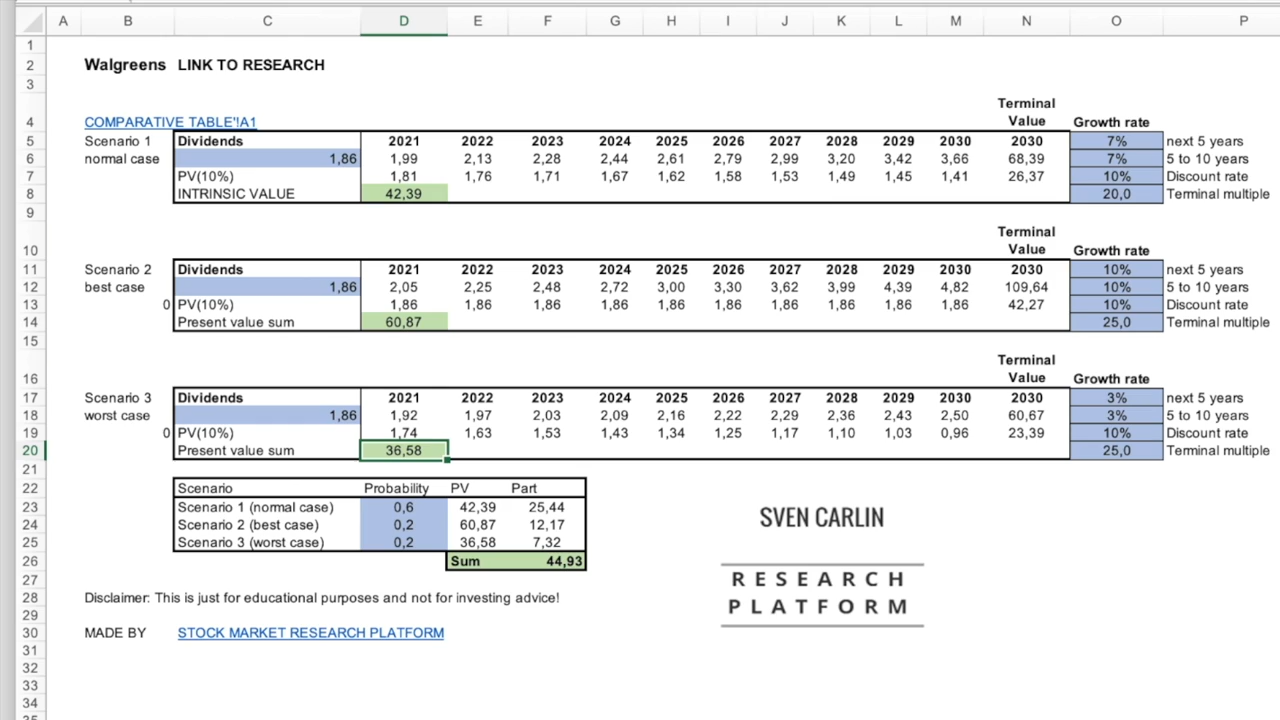 A B C D E F G H I J K L M N O P
1
2 Walgreens LINK TO RESEARCH
3
Terminal
4 COMPARATIVE TABLE'!A1 Value Growth rate
5 Scenario 1 Dividends 2021 2022 2023 2024 2025 2026 2027 2028 2029 2030 2030 7% next 5 years
6 normal case 1,86 1,99 2,13 2,28 2,44 2,61 2,79 2,99 3,20 3,42 3,66 68,39 7% 5 to 10 years
7 PV(10%) 1,81 1,76 1,71 1,67 1,62 1,58 1,53 1,49 1,45 1,41 26,37 10% Discount rate
8 INTRINSIC VALUE 42,39 20,0 Terminal multiple
9
Terminal
10 Value Growth rate
11 Scenario 2 Dividends 2021 2022 2023 2024 2025 2026 2027 2028 2029 2030 2030 10% next 5 years
12 best case 1,86 2,05 2,25 2,48 2,72 3,00 3,30 3,62 3,99 4,39 4,82 109,64 10% 5 to 10 years
13 0 PV(10%) 1,86 1,86 1,86 1,86 1,86 1,86 1,86 1,86 1,86 1,86 42,27 10% Discount rate
14 Present value sum 60,87 25,0 Terminal multiple
15
Terminal
16 Value Growth rate
17 Scenario 3 Dividends 2021 2022 2023 2024 2025 2026 2027 2028 2029 2030 2030 3% next 5 years
18 worst case 1,86 1,92 1,97 2,03 2,09 2,16 2,22 2,29 2,36 2,43 2,50 60,67 3% 5 to 10 years
19 0 PV(10%) 1,74 1,63 1,53 1,43 1,34 1,25 1,17 1,10 1,03 0,96 23,39 10% Discount rate
20 Present value sum 36,58 25,0 Terminal multiple
21
22 Scenario Probability PV Part
23 Scenario 1 (normal case) 0,6 42,39 25,44
24 Scenario 2 (best case) 0,2 60,87 12,17
25 Scenario 3 (worst case) 0,2 36,58 7,32
26 Sum 44,93
SVEN CARLIN
RESEARCH
PLATFORM
27
28 Disclaimer: This is just for educational purposes and not for investing advice!
29
30 MADE BY STOCK MARKET RESEARCH PLATFORM
31
32
33
34
35